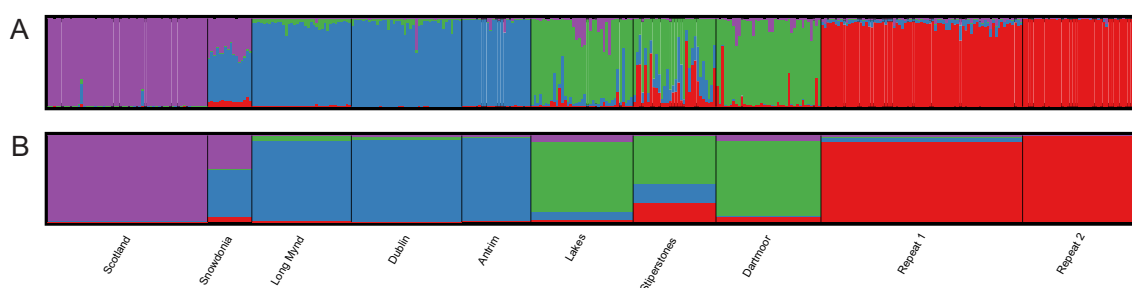 A
B
Scotland
Snowdonia
Long Mynd
Dublin
Antrim
Lakes
Stiperstones
Dartmoor
Repeat 1
Repeat 2